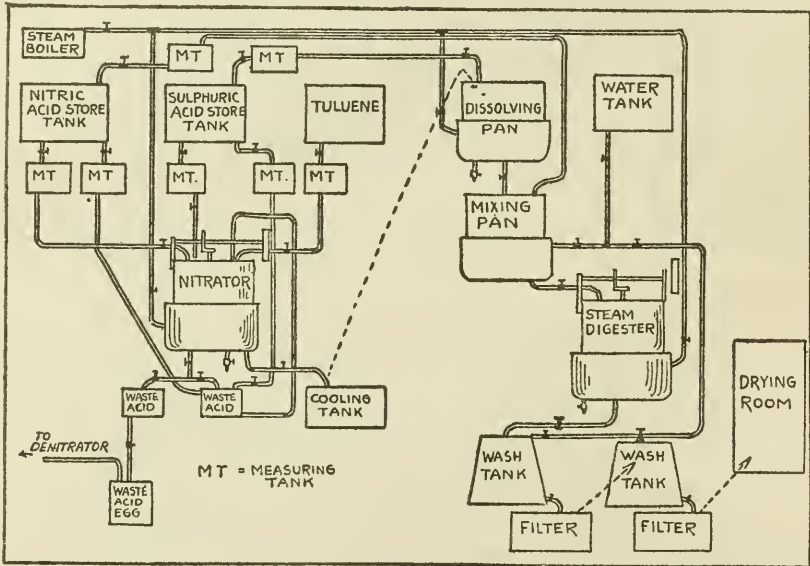 STEAM
BOILER
MT
MT
NITRIC
ACID STORE
TANK
SULPHURIC
ACID STORE
TANK
TULUENE
DISSOLVING
PAN
WATER
TANK
MT
MT
MT.
MT.
MT
MIXING
PAN
NITRATOR
STEAM
DIGESTER
WASTE
ACID
WASTE
ACID
COOLING
TANK
DRYING
ROOM
TO
DENITRATOR
MT = MEASURING
TANK
WASH
TANK
WASH
TANK
WASTE
ACID
EGG
FILTER
FILTER